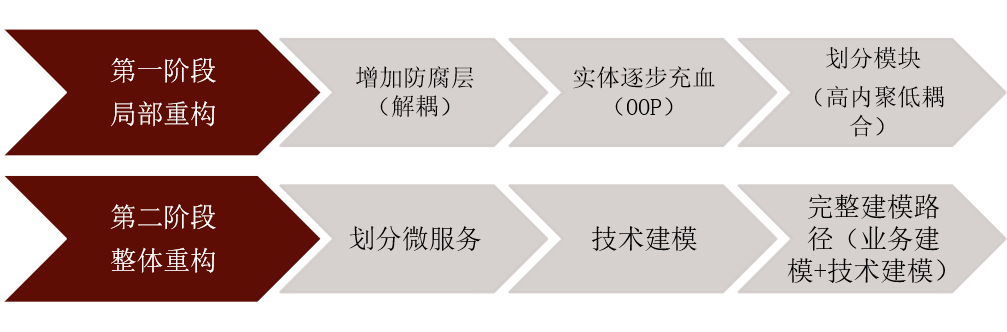 第一阶段
局部重构
增加防腐层
（解耦）
实体逐步充血
（OOP）
划分模块
（高内聚低耦
合）
第二阶段
整体重构
划分微服务
技术建模
完整建模路
径（业务建
模+技术建模）